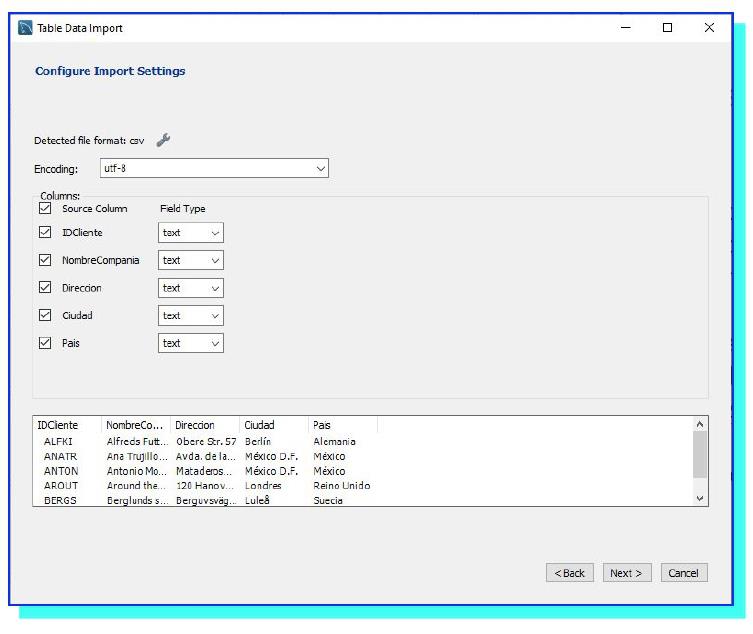 Table Data Import
Configure Import Settings
Detected file format: csv
Encoding: utf-8
Columns:
Source Column Field Type
IDCliente text
NombreCompania text
Direccion text
Ciudad text
Pais text
IDCliente NombreCo... Direccion Ciudad Pais
ALFKI Alfreds Futt... Obere Str. 57 Berlín Alemania
ANATR Ana Trujillo... Avda. de la... México D.F. México
ANTON Antonio Mo... Mataderos... México D.F. México
AROUT Around the... 120 Hanov... Londres Reino Unido
BERGS Berglunds s... Berguvsväg... Luleå Suecia
< Back Next > Cancel